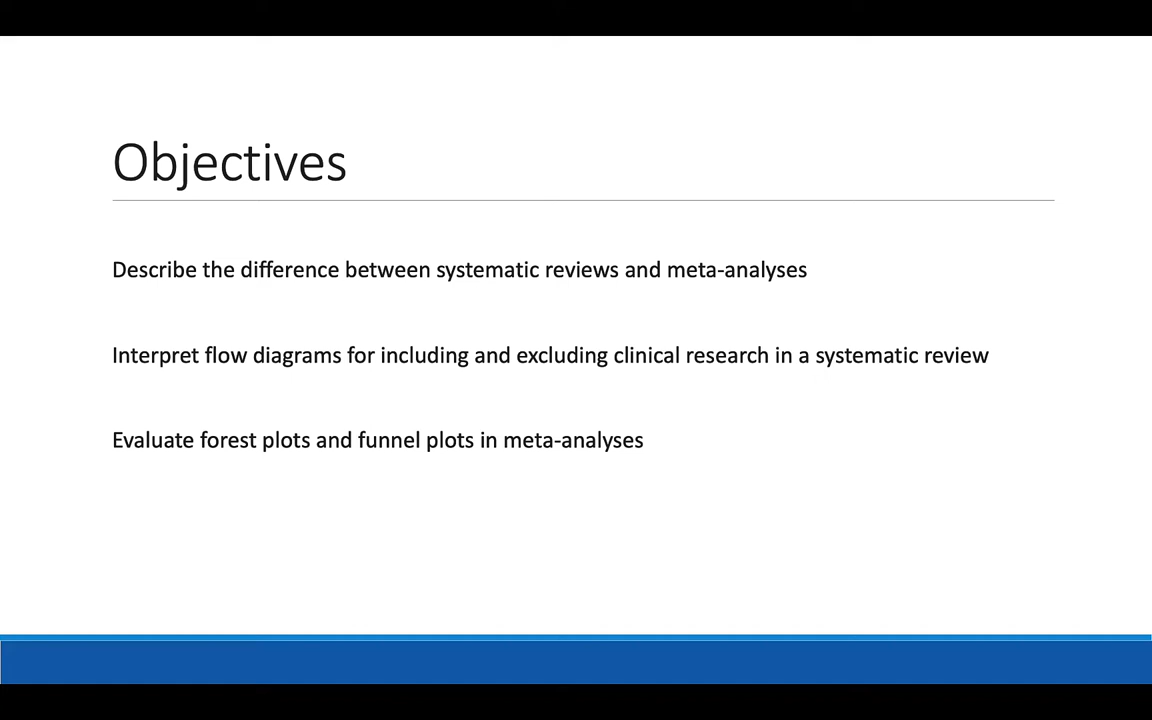 Objectives
Describe the difference between systematic reviews and meta-analyses
Interpret flow diagrams for including and excluding clinical research in a systematic review
Evaluate forest plots and funnel plots in meta-analyses